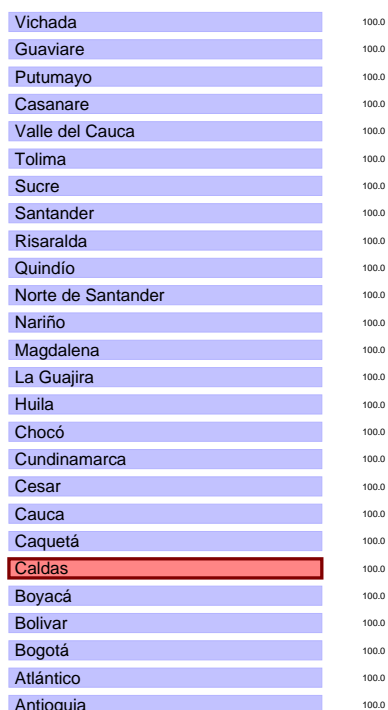 Vichada 100.0
Guaviare 100.0
Putumayo 100.0
Casanare 100.0
Valle del Cauca 100.0
Tolima 100.0
Sucre 100.0
Santander 100.0
Risaralda 100.0
Quindío 100.0
Norte de Santander 100.0
Nariño 100.0
Magdalena 100.0
La Guajira 100.0
Huila 100.0
Chocó 100.0
Cundinamarca 100.0
Cesar 100.0
Cauca 100.0
Caquetá 100.0
Caldas 100.0
Boyacá 100.0
Bolivar 100.0
Bogotá 100.0
Atlántico 100.0
Antioquia 100.0